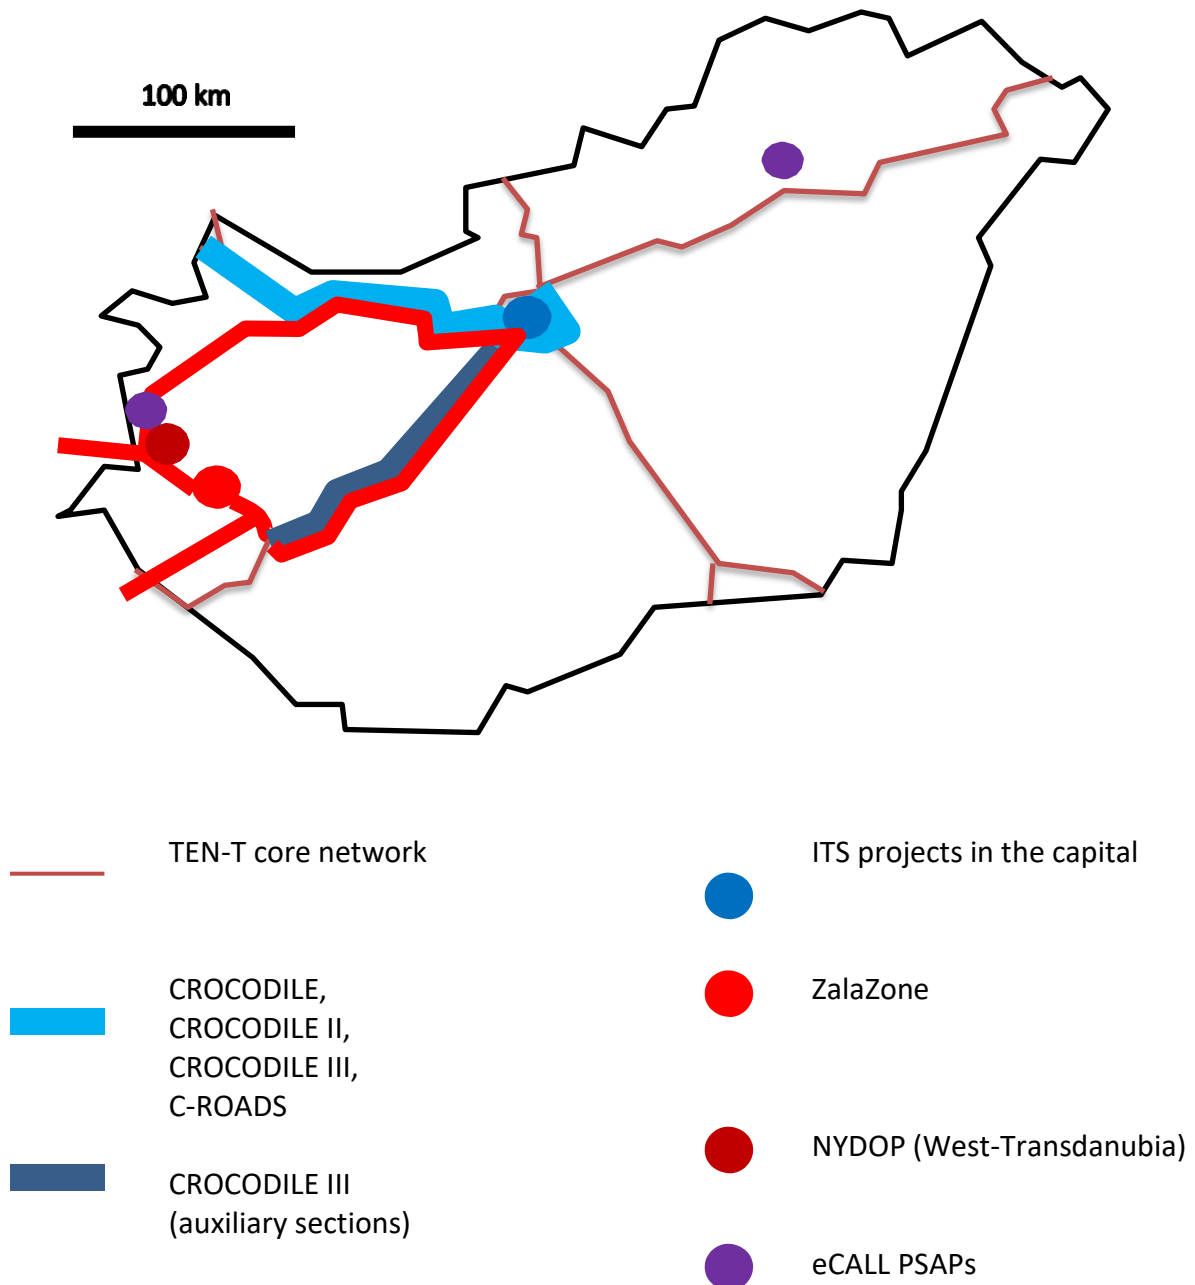 100 km
TEN-T core network
CROCODILE,
CROCODILE II,
CROCODILE III,
C-ROADS
CROCODILE III
(auxiliary sections)
ITS projects in the capital
ZalaZone
NYDOP (West-Transdanubia)
eCALL PSAPs